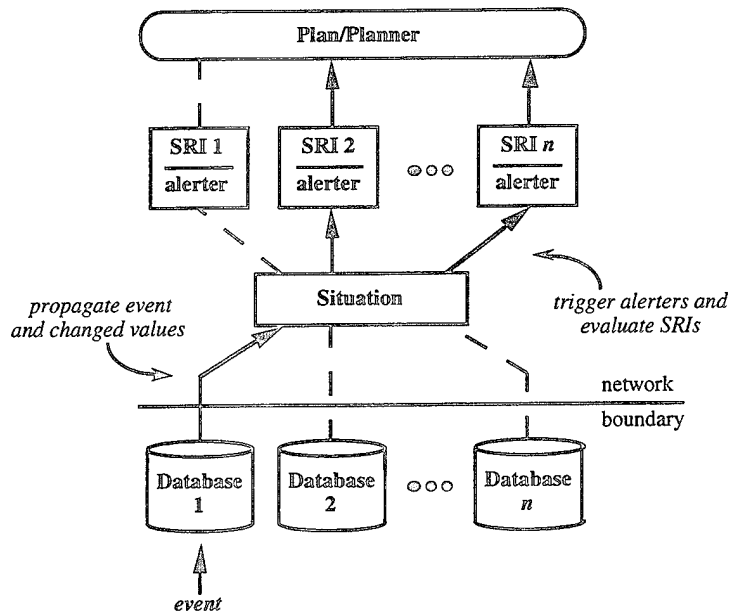 Plan/Planner
SRI 1
alerter
SRI 2
alerter
SRI n
alerter
Situation
propagate event
and changed values
trigger alerters and
evaluate SRIs
network
boundary
Database
1
Database
2
Database
n
event